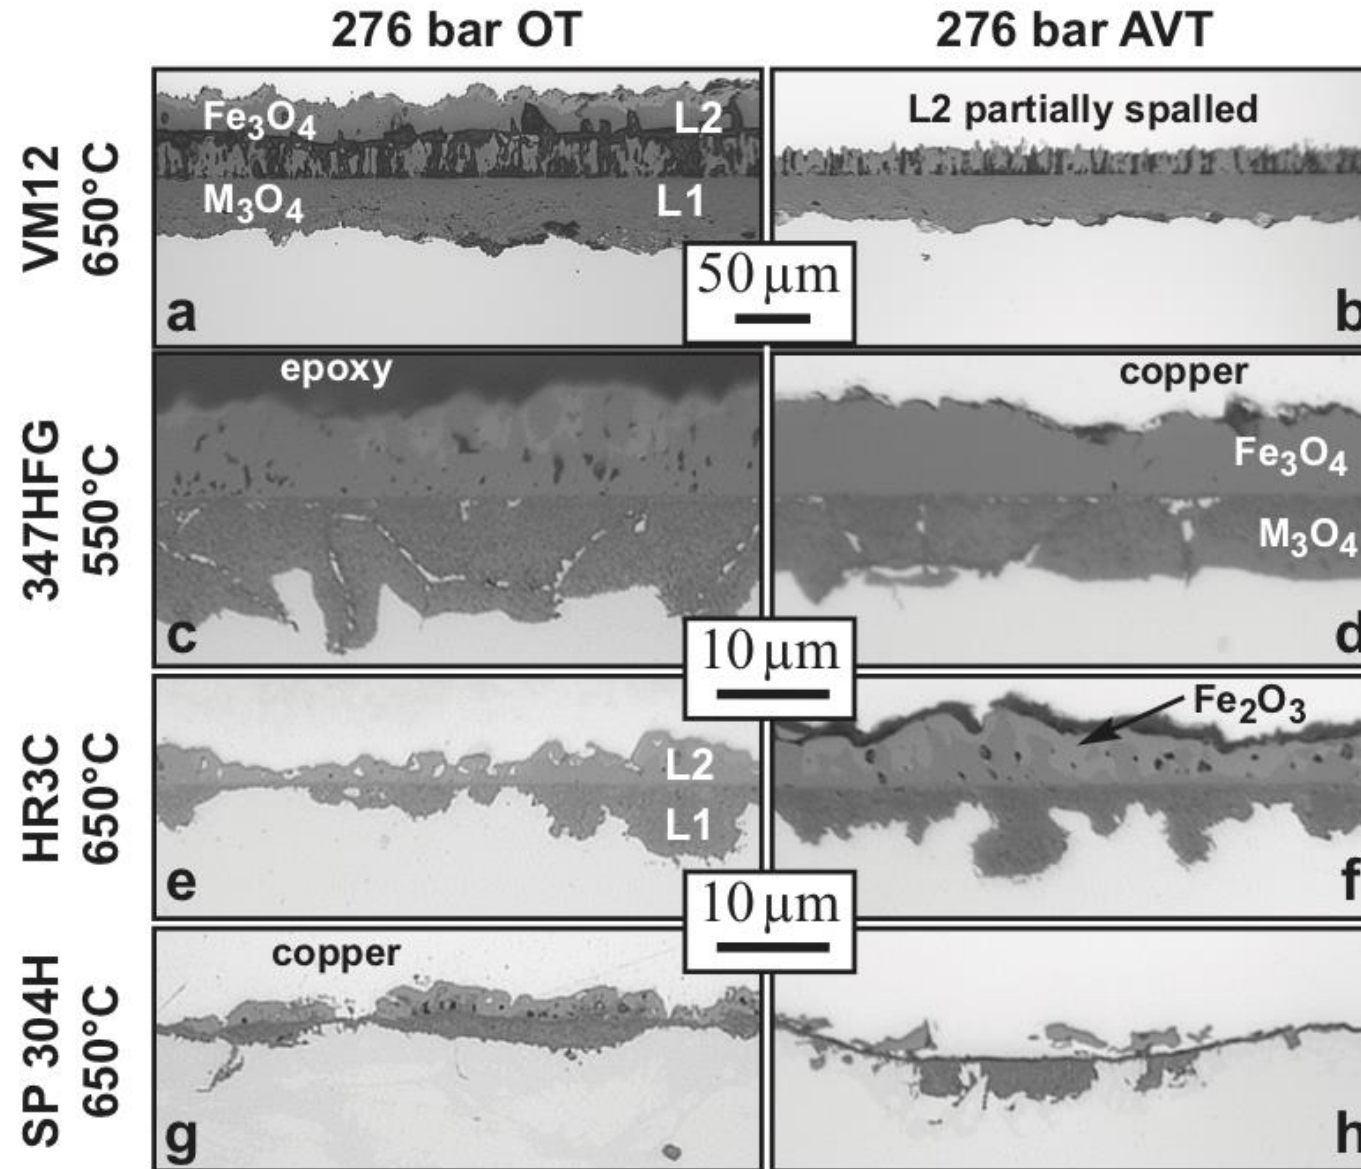 276 bar OT
276 bar AVT
VM12
650°C
Fe₃O₄
L2
M₃O₄
L1
a
L2 partially spalled
b
50 µm
347HFG
550°C
epoxy
c
copper
Fe₃O₄
M₃O₄
d
10 µm
HR3C
650°C
L2
L1
e
Fe₂O₃
f
10 µm
SP 304H
650°C
copper
g
h